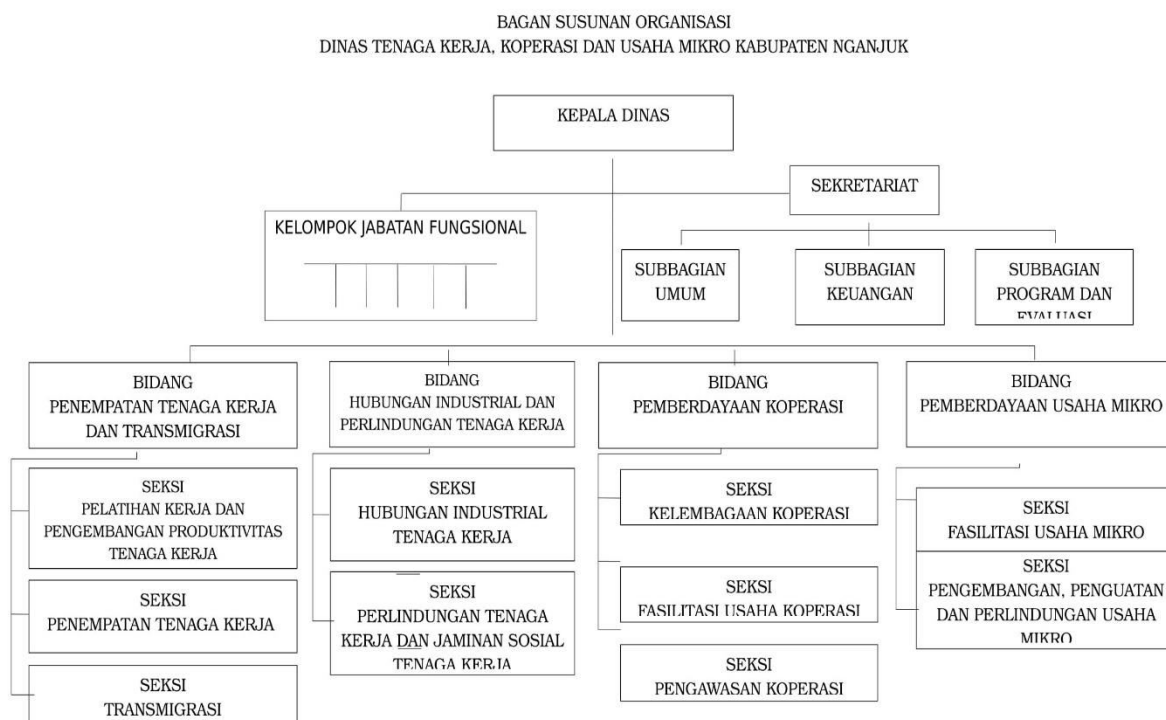 BAGAN SUSUNAN ORGANISASI
DINAS TENAGA KERJA, KOPERASI DAN USAHA MIKRO KABUPATEN NGANJUK
KEPALA DINAS
SEKRETARIAT
KELOMPOK JABATAN FUNGSIONAL
SUBBAGIAN
UMUM
SUBBAGIAN
KEUANGAN
SUBBAGIAN
PROGRAM DAN
EVALUASI
BIDANG
PENEMPATAN TENAGA KERJA
DAN TRANSMIGRASI
SEKSI
PELATIHAN KERJA DAN
PENGEMBANGAN PRODUKTIVITAS
TENAGA KERJA
SEKSI
PENEMPATAN TENAGA KERJA
SEKSI
TRANSMIGRASI
BIDANG
HUBUNGAN INDUSTRIAL DAN
PERLINDUNGAN TENAGA KERJA
SEKSI
HUBUNGAN INDUSTRIAL
TENAGA KERJA
SEKSI
PERLINDUNGAN TENAGA
KERJA DAN JAMINAN SOSIAL
TENAGA KERJA
BIDANG
PEMBERDAYAAN KOPERASI
SEKSI
KELEMBAGAAN KOPERASI
SEKSI
FASILITASI USAHA KOPERASI
SEKSI
PENGAWASAN KOPERASI
BIDANG
PEMBERDAYAAN USAHA MIKRO
SEKSI
FASILITASI USAHA MIKRO
SEKSI
PENGEMBANGAN, PENGUATAN
DAN PERLINDUNGAN USAHA
MIKRO